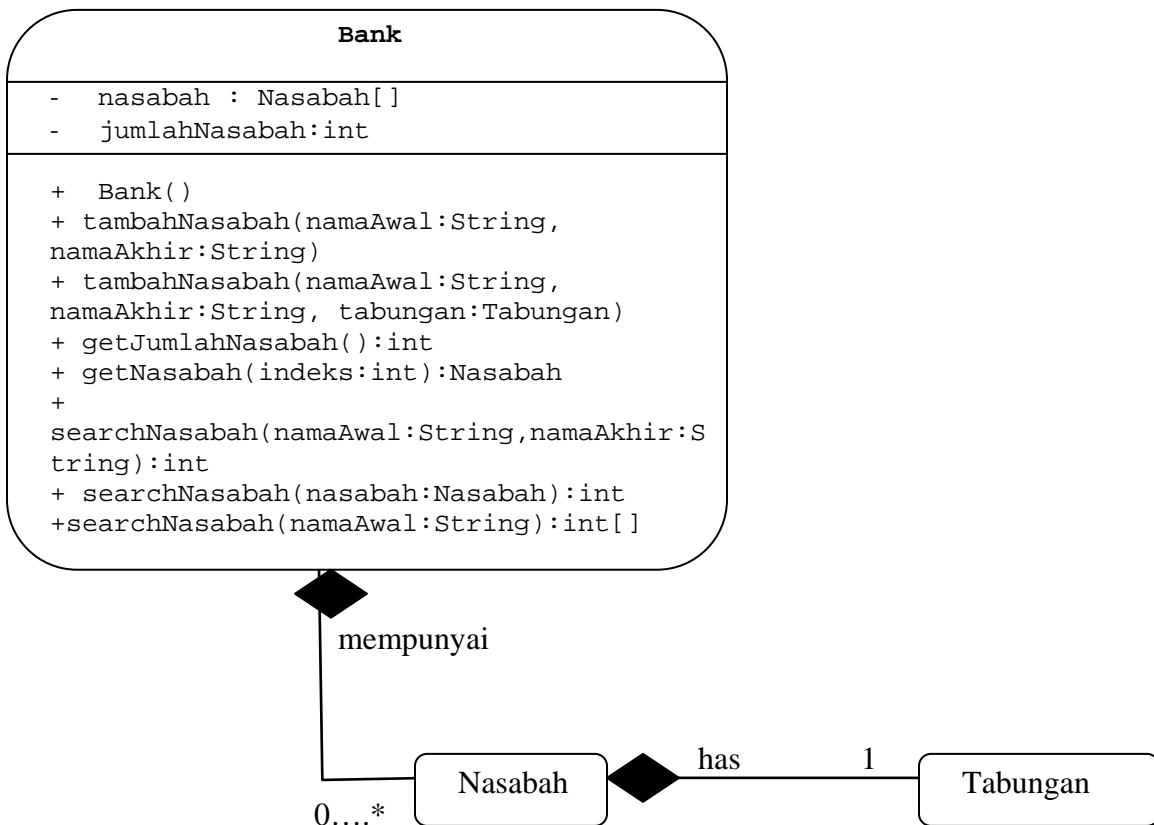 Bank
- nasabah : Nasabah[]
- jumlahNasabah:int
+ Bank()
+ tambahNasabah(namaAwal:String,
namaAkhir:String)
+ tambahNasabah(namaAwal:String,
namaAkhir:String, tabungan:Tabungan)
+ getJumlahNasabah():int
+ getNasabah(indeks:int):Nasabah
+
searchNasabah(namaAwal:String,namaAkhir:S
tring):int
+ searchNasabah(nasabah:Nasabah):int
+searchNasabah(namaAwal:String):int[]
mempunyai
has 1
Nasabah
Tabungan
0....*